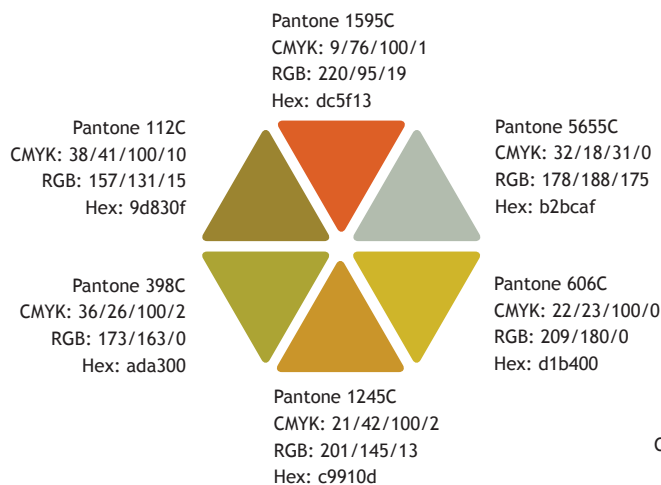 Pantone 1595C
CMYK: 9/76/100/1
RGB: 220/95/19
Hex: dc5f13
Pantone 112C
CMYK: 38/41/100/10
RGB: 157/131/15
Hex: 9d830f
Pantone 5655C
CMYK: 32/18/31/0
RGB: 178/188/175
Hex: b2bcaf
Pantone 398C
CMYK: 36/26/100/2
RGB: 173/163/0
Hex: ada300
Pantone 606C
CMYK: 22/23/100/0
RGB: 209/180/0
Hex: d1b400
Pantone 1245C
CMYK: 21/42/100/2
RGB: 201/145/13
Hex: c9910d
C